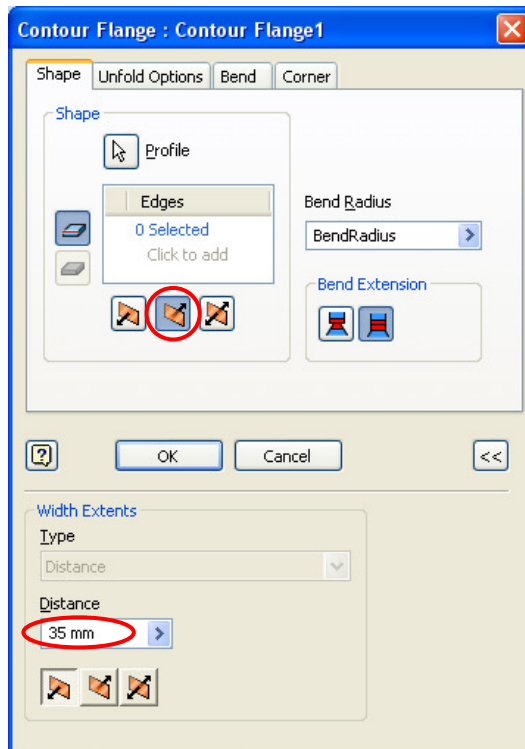 Contour Flange : Contour Flange1
Shape Unfold Options Bend Corner
Shape
Profile
Edges
0 Selected
Click to add
Bend Radius
BendRadius
Bend Extension
OK Cancel <<
Width Extents
Type
Distance
Distance
35 mm